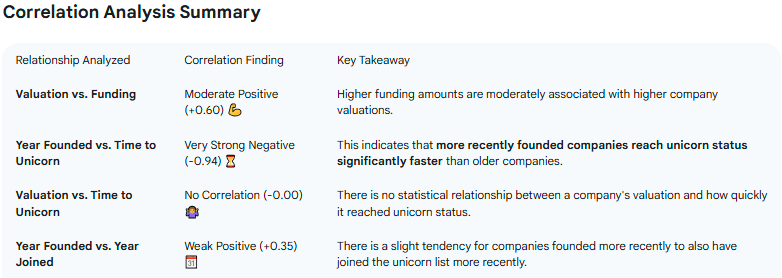 Correlation Analysis Summary
Relationship Analyzed Correlation Finding Key Takeaway
Valuation vs. Funding Moderate Positive Higher funding amounts are moderately associated with higher company
(+0.60) 💪 valuations.
Year Founded vs. Time to Very Strong Negative This indicates that more recently founded companies reach unicorn status
Unicorn (-0.94) ⏳ significantly faster than older companies.
Valuation vs. Time to No Correlation (-0.00) There is no statistical relationship between a company's valuation and how quickly
Unicorn 🤷 it reached unicorn status.
Year Founded vs. Year Weak Positive (+0.35) There is a slight tendency for companies founded more recently to also have
Joined 📅 joined the unicorn list more recently.